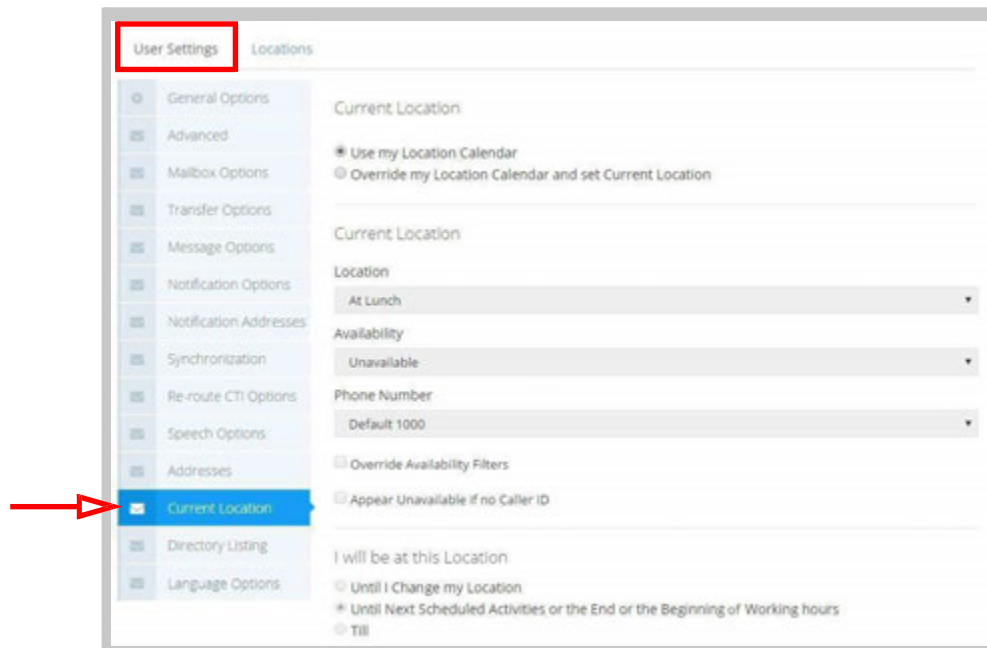 User Settings Locations
General Options
Advanced
Mailbox Options
Transfer Options
Message Options
Notification Options
Notification Addresses
Synchronization
Re-route CTI Options
Speech Options
Addresses
Current Location
Directory Listing
Language Options
Current Location
Use my Location Calendar
Override my Location Calendar and set Current Location
Current Location
Location
At Lunch
Availability
Unavailable
Phone Number
Default 1000
Override Availability Filters
Appear Unavailable if no Caller ID
I will be at this Location
Until I Change my Location
Until Next Scheduled Activities or the End or the Beginning of Working hours
Till